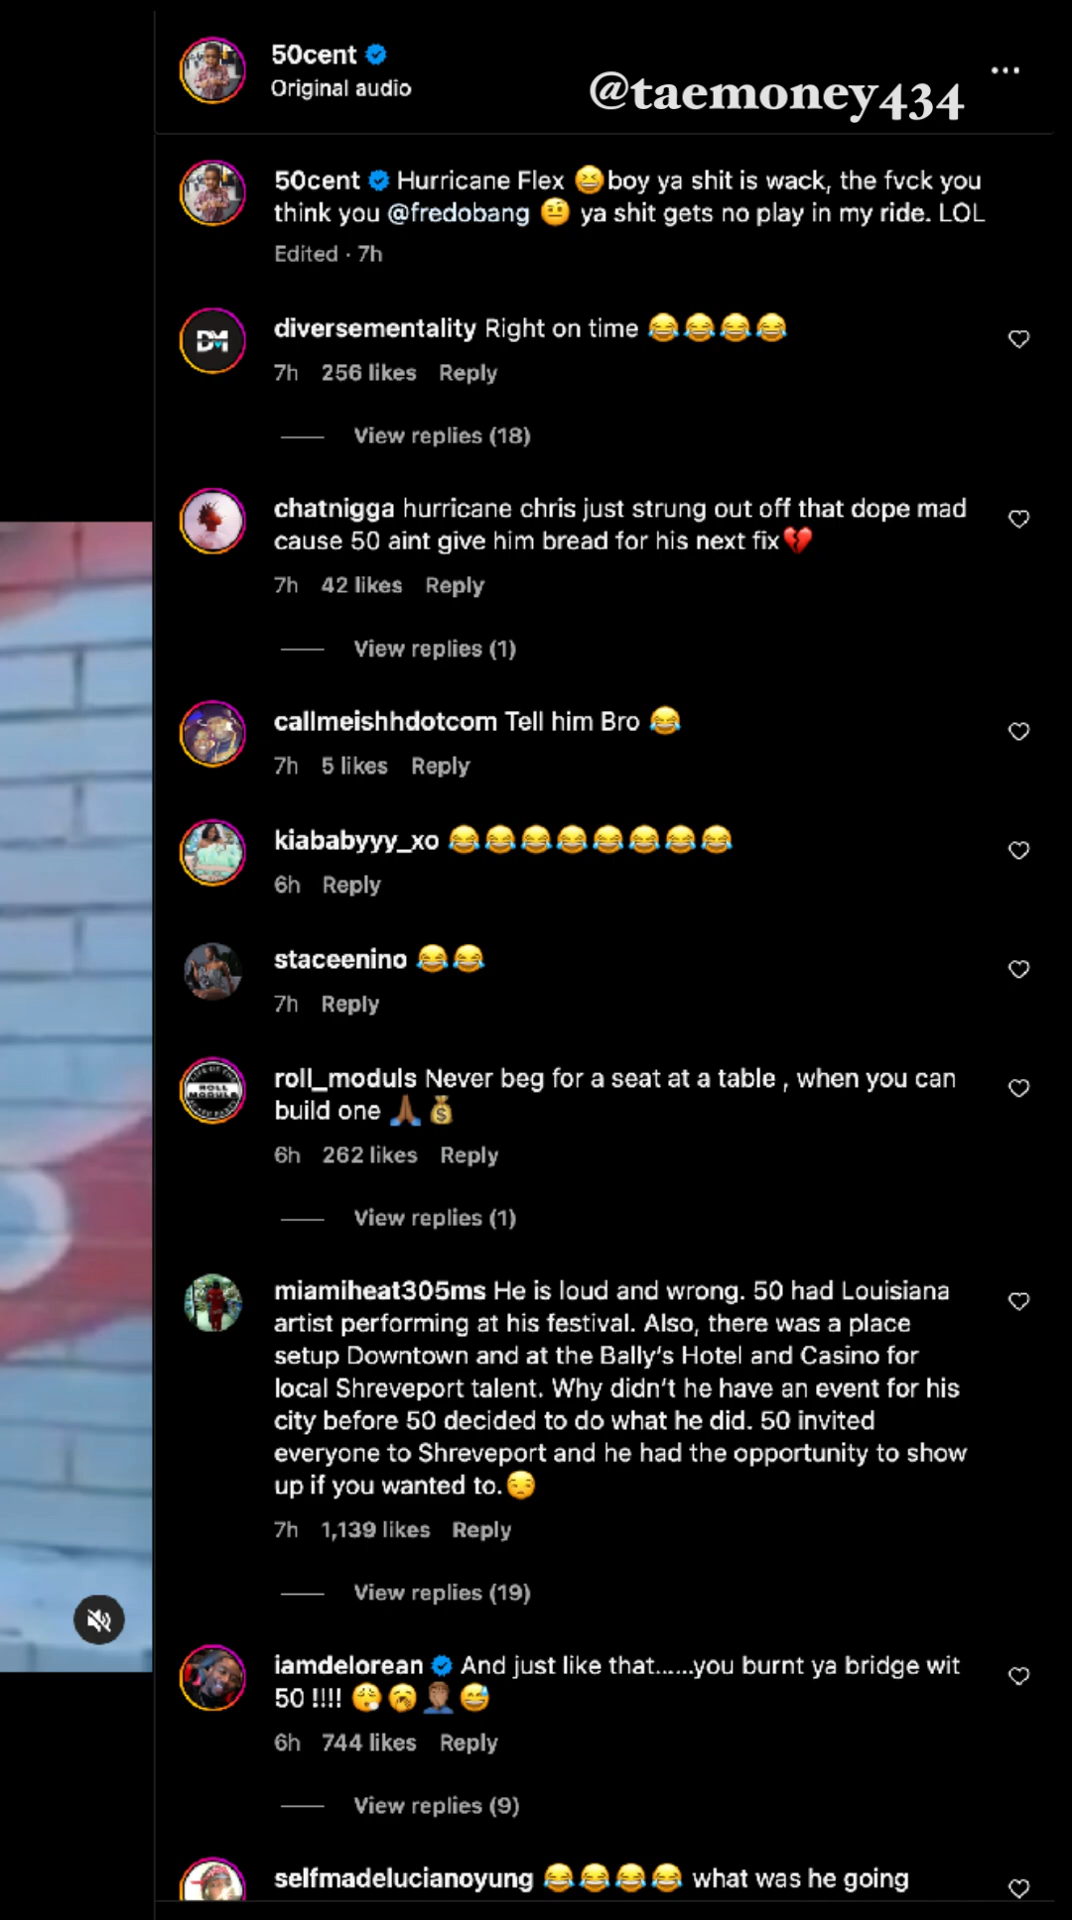 50cent
Original audio
@taemoney434
50cent Hurricane Flex 😆boy ya shit is wack, the fvck you
think you @fredobang 🤨 ya shit gets no play in my ride. LOL
Edited · 7h
DM
diversementality Right on time 😂😂😂😂
7h 256 likes Reply
View replies (18)
chatnigga hurricane chris just strung out off that dope mad
cause 50 aint give him bread for his next fix💔
7h 42 likes Reply
View replies (1)
callmeishhdotcom Tell him Bro 😂
7h 5 likes Reply
kiababyyy_xo 😂😂😂😂😂😂😂😂
6h Reply
staceenino 😂😂
7h Reply
ROLL
MODULS
roll_moduls Never beg for a seat at a table , when you can
build one 🙏🏾 💰
6h 262 likes Reply
View replies (1)
miamiheat305ms He is loud and wrong. 50 had Louisiana
artist performing at his festival. Also, there was a place
setup Downtown and at the Bally's Hotel and Casino for
local Shreveport talent. Why didn't he have an event for his
city before 50 decided to do what he did. 50 invited
everyone to Shreveport and he had the opportunity to show
up if you wanted to.😒
7h 1,139 likes Reply
View replies (19)
iamdelorean And just like that......you burnt ya bridge wit
50 !!!! 😮‍💨 🥱 🤦🏾‍♂️ 😅
6h 744 likes Reply
View replies (9)
selfmadelucianoyung 😂😂😂😂 what was he going